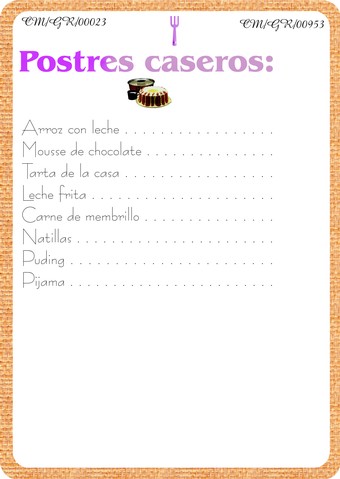 CM/GR/00023
CM/GR/00953
Postres caseros:
Arroz con leche . . . . . . . . . . . . . . . . . . .
Mousse de chocolate . . . . . . . . . . . . . . . .
Tarta de la casa . . . . . . . . . . . . . . . . . . .
Leche frita . . . . . . . . . . . . . . . . . . . . . . .
Carne de membrillo . . . . . . . . . . . . . . . .
Natillas . . . . . . . . . . . . . . . . . . . . . . . .
Puding . . . . . . . . . . . . . . . . . . . . . . . . .
Pijama . . . . . . . . . . . . . . . . . . . . . . . . .